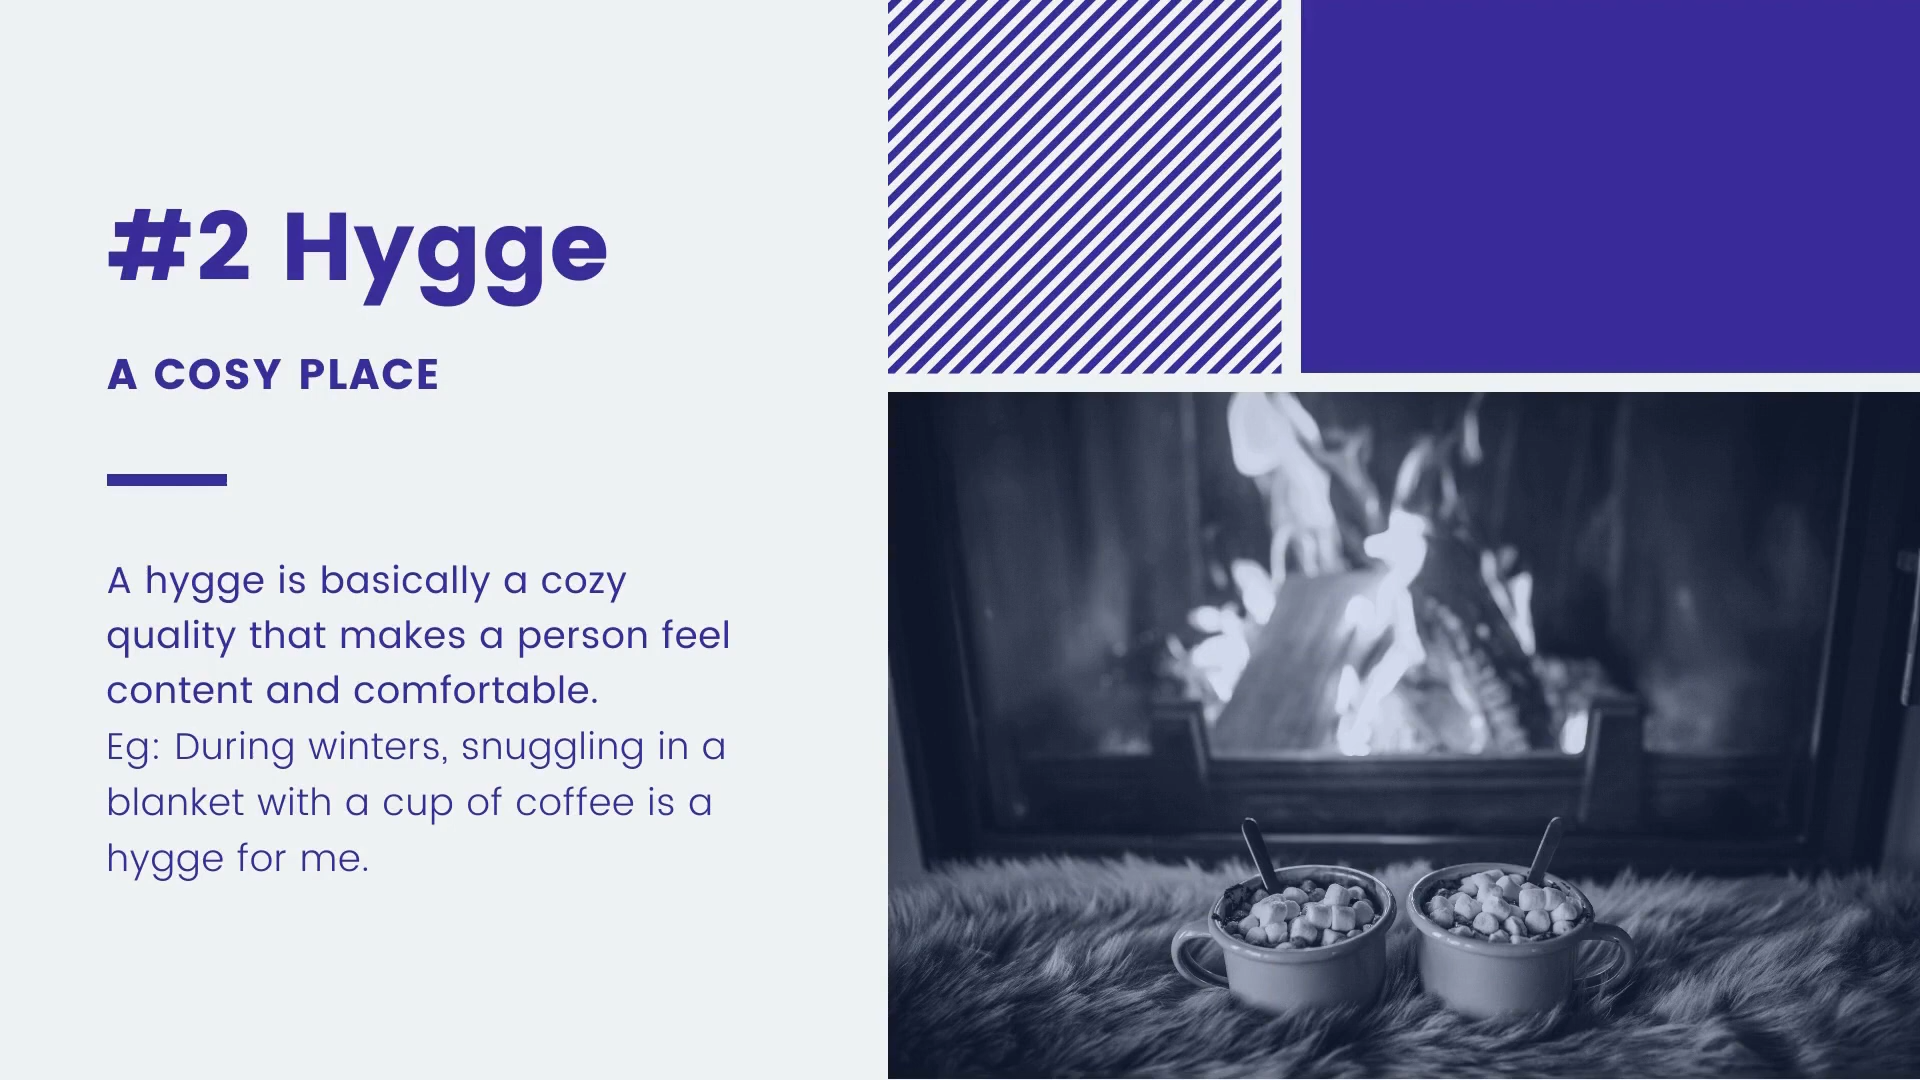 #2 Hygge
A COSY PLACE
A hygge is basically a cozy
quality that makes a person feel
content and comfortable.
Eg: During winters, snuggling in a
blanket with a cup of coffee is a
hygge for me.